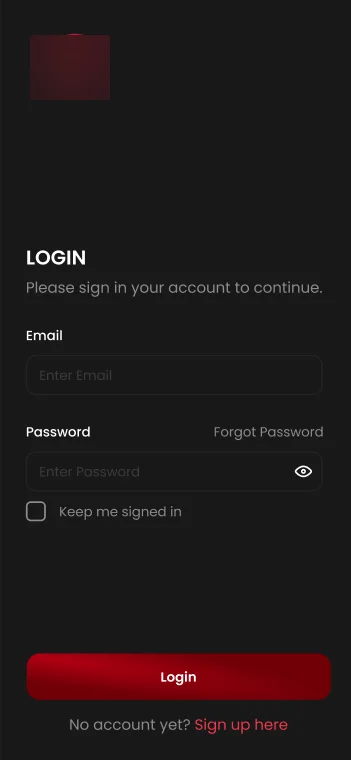 LOGIN
Please sign in your account to continue.
Email
Enter Email
Password Forgot Password
Enter Password
Keep me signed in
Login
No account yet? Sign up here